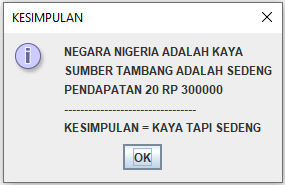 KESIMPULAN
NEGARA NIGERIA ADALAH KAYA
SUMBER TAMBANG ADALAH SEDENG
PENDAPATAN 20 RP 300000
---------------------------------
KESIMPULAN = KAYA TAPI SEDENG
OK